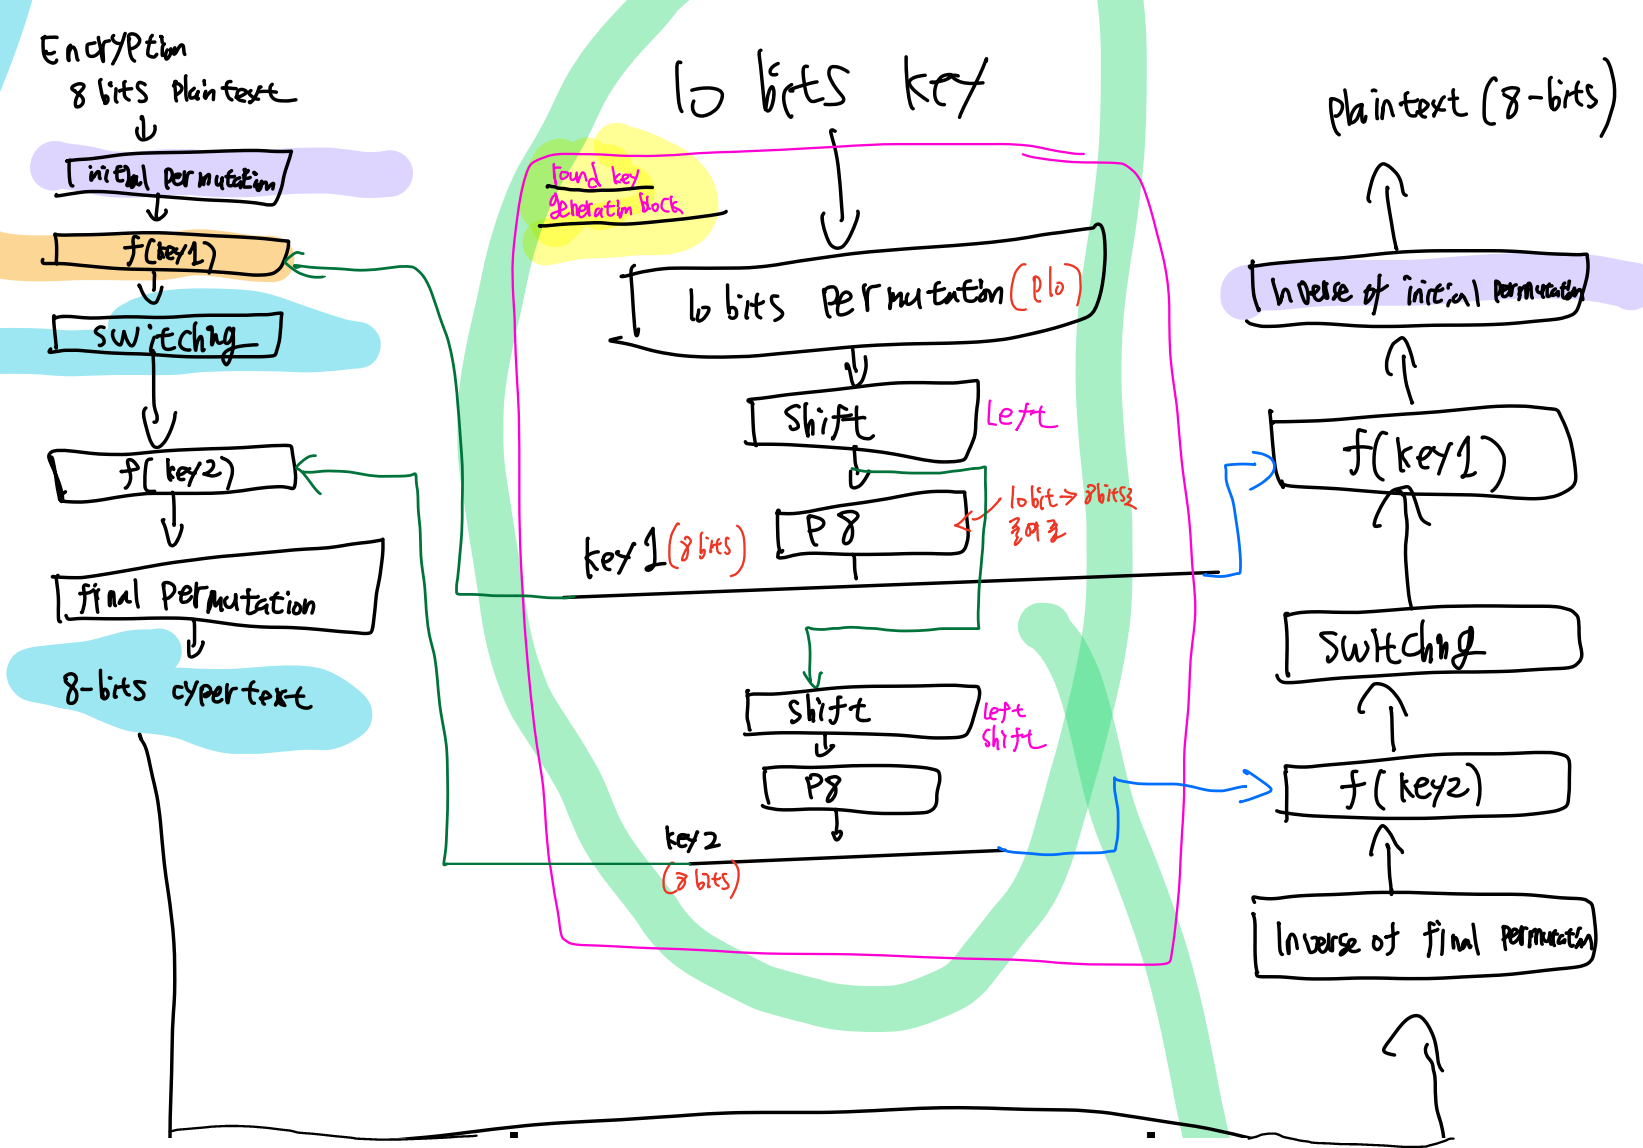 Encryption
8 bits plaintext
initial permutation
f(key1)
switching
f(key2)
final permutation
8-bits cypertext
10 bits key
round key
generation block
10 bits permutation (P10)
shift
Left
P8
10bit → 8bits로
key1 (8 bits)
shift
Left
shift
P8
key2
(8 bits)
plaintext (8-bits)
Inverse of initial permutation
f(key1)
switching
f(key2)
Inverse of final permutation